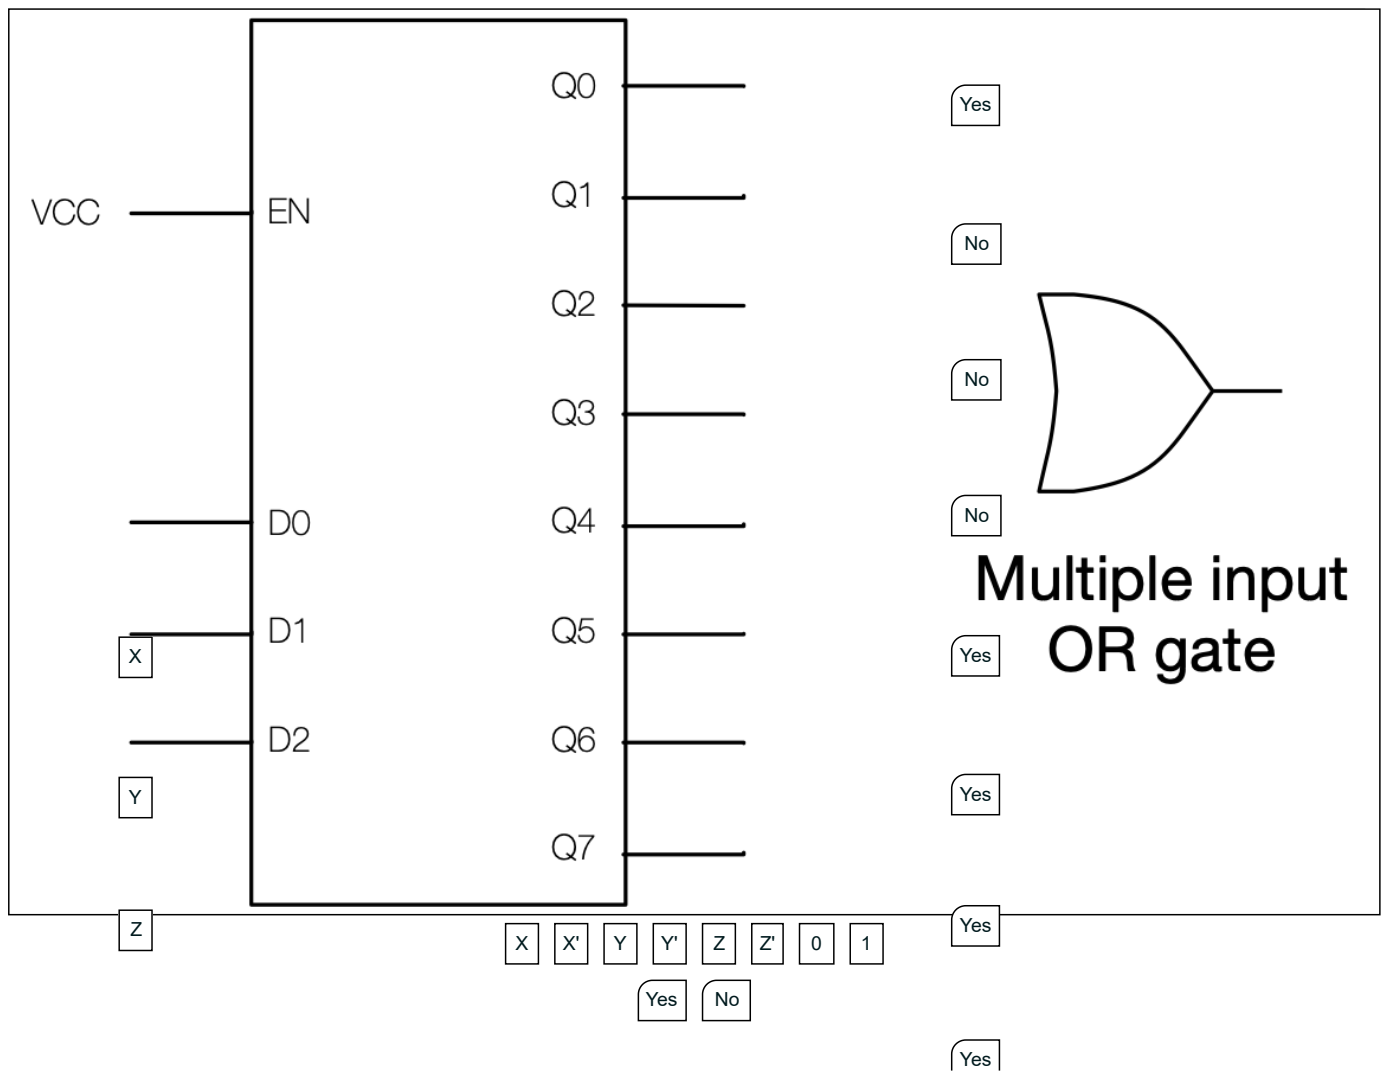 Q0
Yes
Q1
VCC
EN
No
Q2
No
Q3
D0
Q4
No
Multiple input
OR gate
D1
Q5
X
Yes
D2
Q6
Y
Yes
Q7
Z
Yes
X X' Y Y' Z Z' 0 1
Yes No
Yes